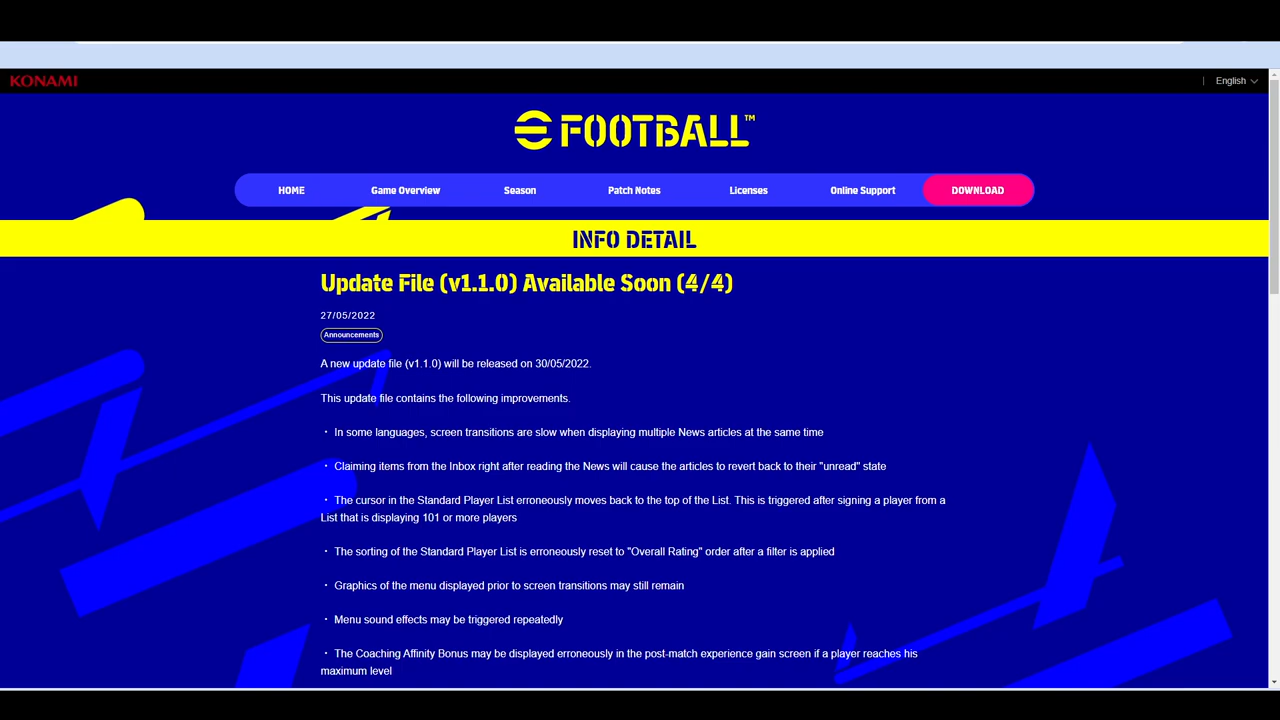 KONAMI
English
FOOTBALL™
HOME
Game Overview
Season
Patch Notes
Licenses
Online Support
DOWNLOAD
INFO DETAIL
Update File (v1.1.0) Available Soon (4/4)
27/05/2022
Announcements
A new update file (v1.1.0) will be released on 30/05/2022.
This update file contains the following improvements.
・ In some languages, screen transitions are slow when displaying multiple News articles at the same time
・ Claiming items from the Inbox right after reading the News will cause the articles to revert back to their "unread" state
・ The cursor in the Standard Player List erroneously moves back to the top of the List. This is triggered after signing a player from a
List that is displaying 101 or more players
・ The sorting of the Standard Player List is erroneously reset to "Overall Rating" order after a filter is applied
・ Graphics of the menu displayed prior to screen transitions may still remain
・ Menu sound effects may be triggered repeatedly
・ The Coaching Affinity Bonus may be displayed erroneously in the post-match experience gain screen if a player reaches his
maximum level